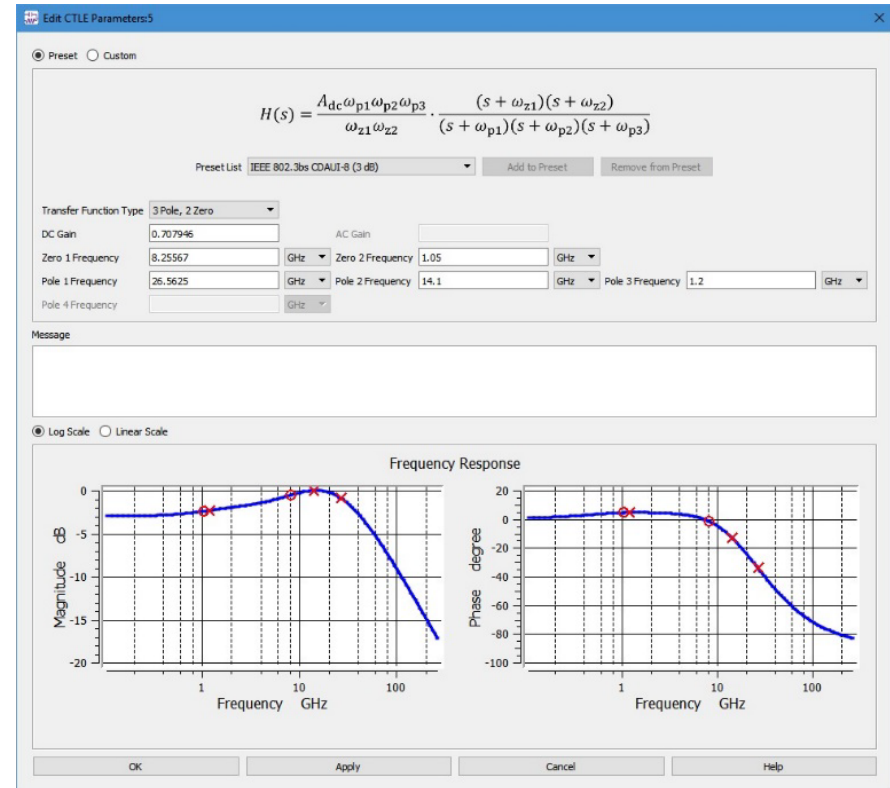 Edit CTLE Parameters:5
Preset Custom
H(s) = A_dc ω_p1 ω_p2 ω_p3 / ω_z1 ω_z2 · (s + ω_z1)(s + ω_z2) / (s + ω_p1)(s + ω_p2)(s + ω_p3)
Preset List IEEE 802.3bs CDAUI-8 (3 dB) Add to Preset Remove from Preset
Transfer Function Type 3 Pole, 2 Zero
DC Gain 0.707946 AC Gain
Zero 1 Frequency 8.25567 GHz Zero 2 Frequency 1.05 GHz
Pole 1 Frequency 26.5625 GHz Pole 2 Frequency 14.1 GHz Pole 3 Frequency 1.2 GHz
Pole 4 Frequency GHz
Message
Log Scale Linear Scale
Frequency Response
Magnitude dB
0
-5
-10
-15
-20
1 10 100
Frequency GHz
Phase degree
20
0
-20
-40
-60
-80
-100
1 10 100
Frequency GHz
OK Apply Cancel Help